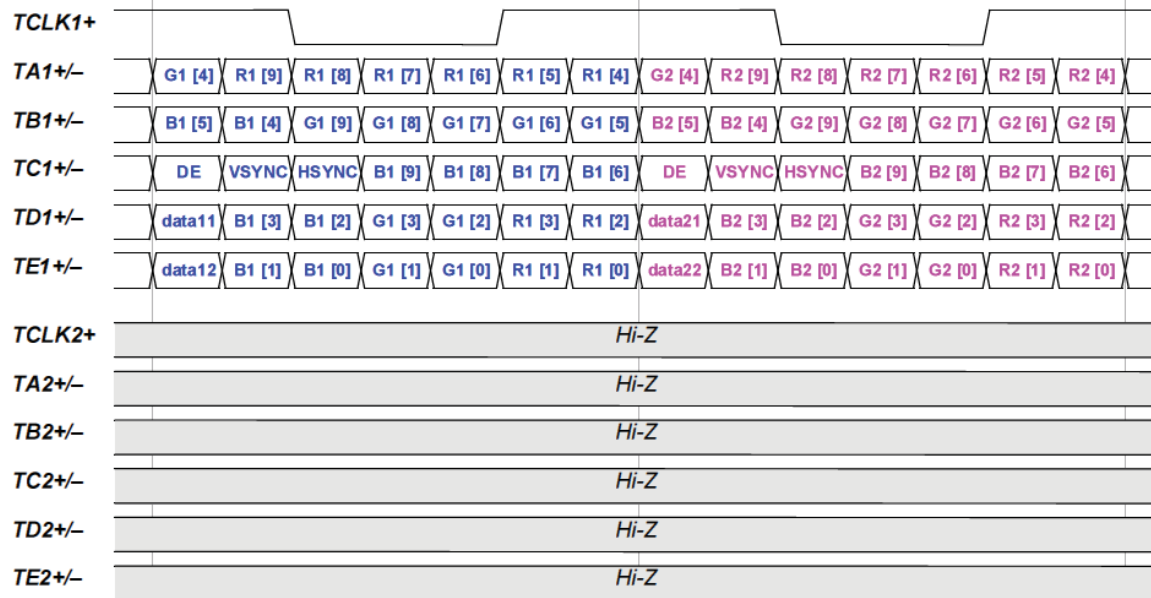 TCLK1+
TA1+/– G1 [4] R1 [9] R1 [8] R1 [7] R1 [6] R1 [5] R1 [4] G2 [4] R2 [9] R2 [8] R2 [7] R2 [6] R2 [5] R2 [4]
TB1+/– B1 [5] B1 [4] G1 [9] G1 [8] G1 [7] G1 [6] G1 [5] B2 [5] B2 [4] G2 [9] G2 [8] G2 [7] G2 [6] G2 [5]
TC1+/– DE VSYNC HSYNC B1 [9] B1 [8] B1 [7] B1 [6] DE VSYNC HSYNC B2 [9] B2 [8] B2 [7] B2 [6]
TD1+/– data11 B1 [3] B1 [2] G1 [3] G1 [2] R1 [3] R1 [2] data21 B2 [3] B2 [2] G2 [3] G2 [2] R2 [3] R2 [2]
TE1+/– data12 B1 [1] B1 [0] G1 [1] G1 [0] R1 [1] R1 [0] data22 B2 [1] B2 [0] G2 [1] G2 [0] R2 [1] R2 [0]
TCLK2+ Hi-Z
TA2+/– Hi-Z
TB2+/– Hi-Z
TC2+/– Hi-Z
TD2+/– Hi-Z
TE2+/– Hi-Z